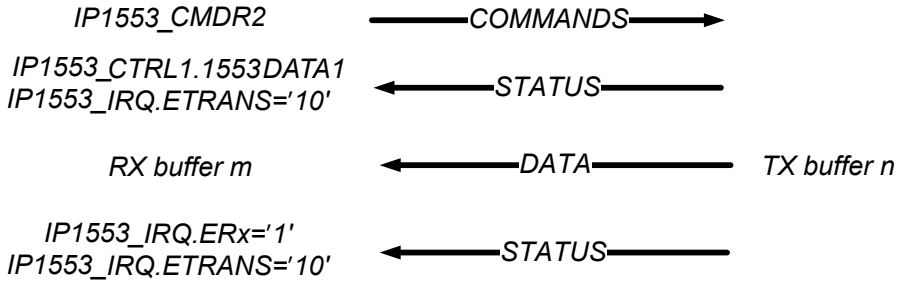 IP1553_CMDR2 COMMANDS
IP1553_CTRL1.1553DATA1
IP1553_IRQ.ETRANS='10' STATUS
RX buffer m DATA TX buffer n
IP1553_IRQ.ERx='1'
IP1553_IRQ.ETRANS='10' STATUS